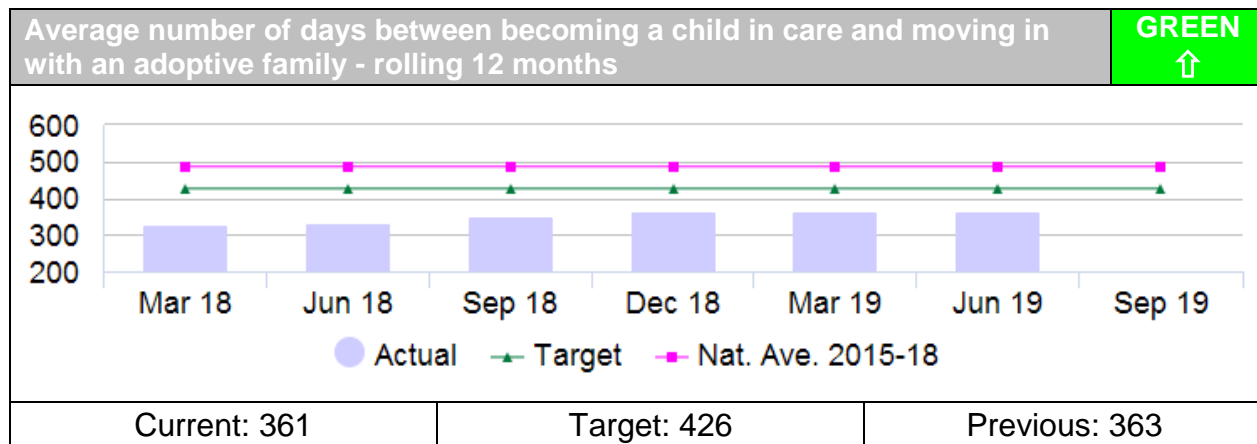 Average number of days between becoming a child in care and moving in
with an adoptive family - rolling 12 months
GREEN
⇧
600
500
400
300
200
Mar 18 Jun 18 Sep 18 Dec 18 Mar 19 Jun 19 Sep 19
Actual Target Nat. Ave. 2015-18
Current: 361 Target: 426 Previous: 363